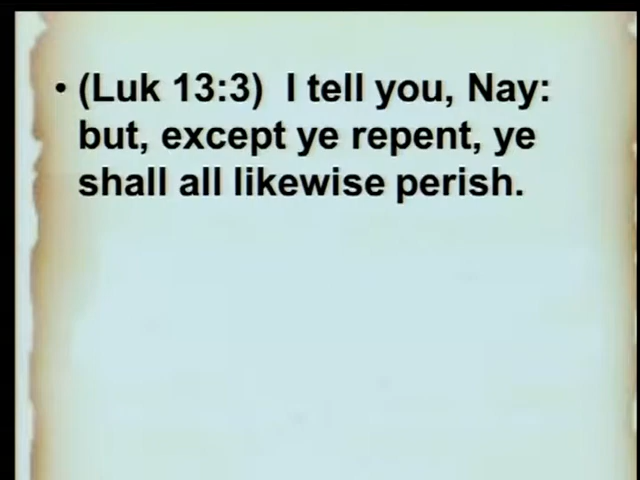 • (Luk 13:3)  I tell you, Nay:
but, except ye repent, ye
shall all likewise perish.